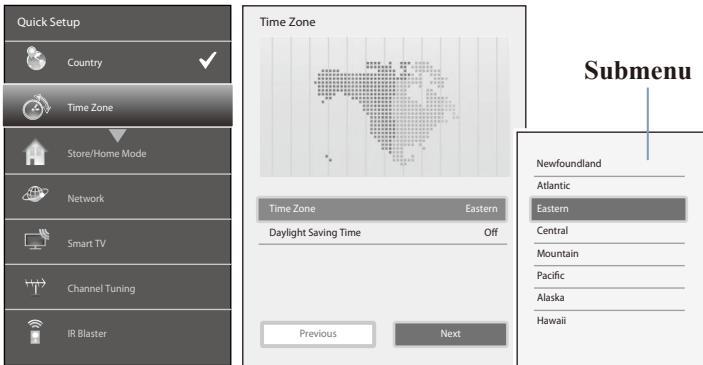 Quick Setup
Country
Time Zone
Store/Home Mode
Network
Smart TV
Channel Tuning
IR Blaster
Time Zone
Time Zone Eastern
Daylight Saving Time Off
Previous Next
Submenu
Newfoundland
Atlantic
Eastern
Central
Mountain
Pacific
Alaska
Hawaii